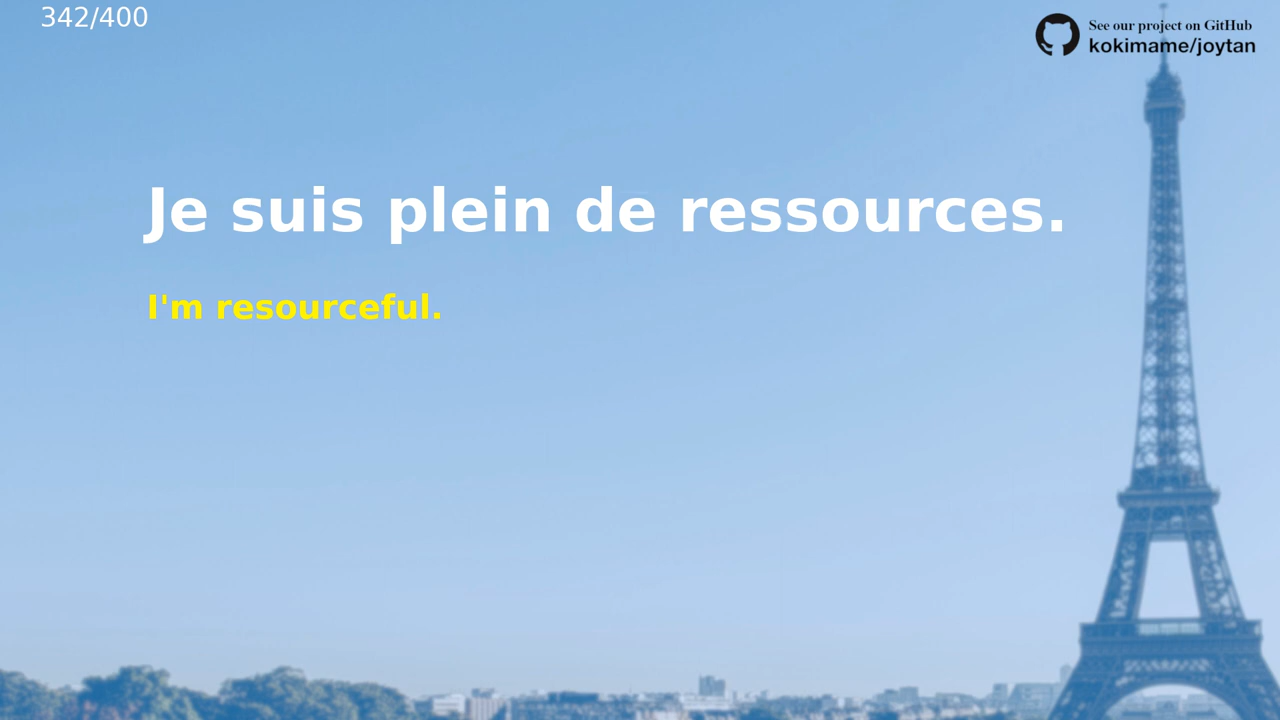 342/400
See our project on GitHub
kokimame/joytan
Je suis plein de ressources.
I'm resourceful.